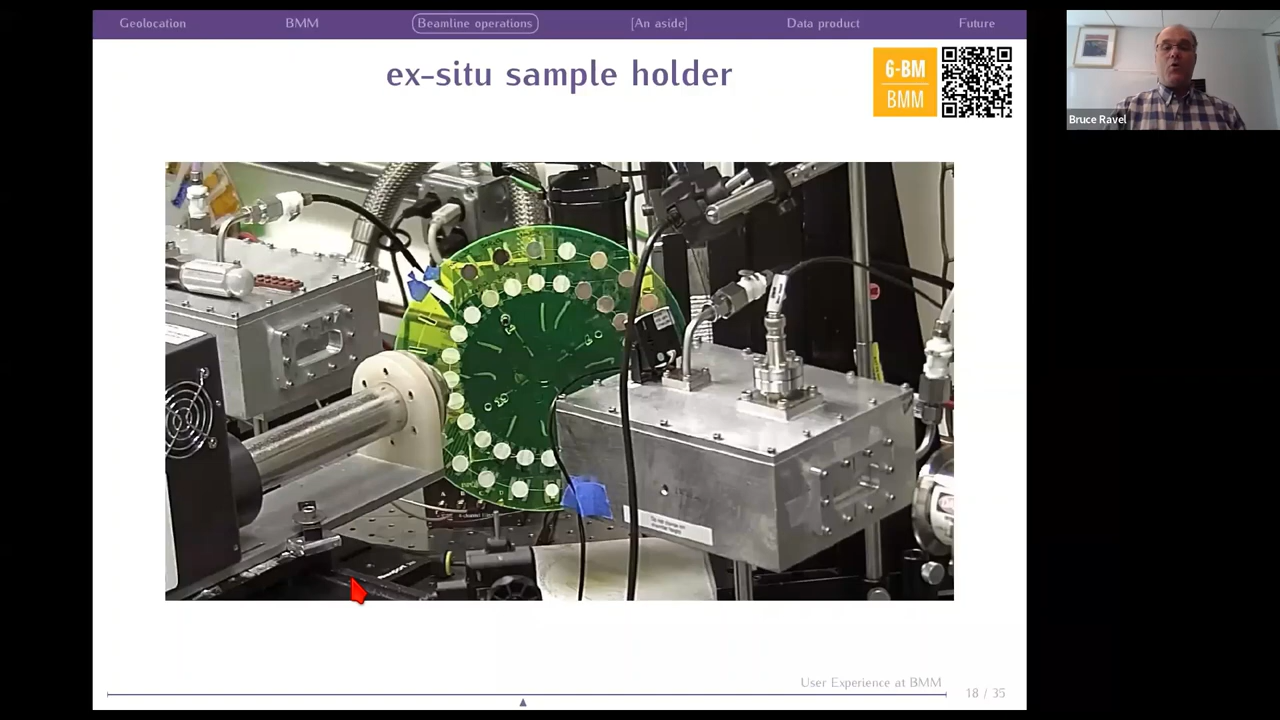 Geolocation BMM Beamline operations [An aside] Data product Future
ex-situ sample holder
6-BM
BMM
Bruce Ravel
User Experience at BMM
18 / 35